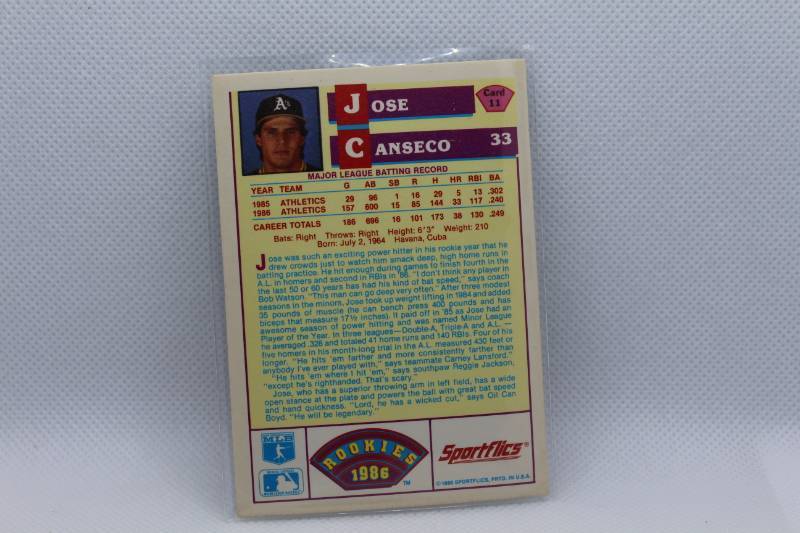 A's
JOSE
CANSECO
Card 11
33
MAJOR LEAGUE BATTING RECORD
YEAR TEAM G AB SB R H HR RBI BA
1985 ATHLETICS 29 96 1 16 29 5 13 .302
1986 ATHLETICS 157 600 15 85 144 33 117 .240
CAREER TOTALS 186 696 16 101 173 38 130 .249
Bats: Right Throws: Right Height: 6'3" Weight: 210
Born: July 2, 1964 Havana, Cuba
Jose was such an exciting power hitter in his rookie year that he
drew crowds just to watch him smack deep, high home runs in
batting practice. He hit enough during games to finish fourth in the
A.L. in homers and second in RBIs in '86. "I don't think any player in
the last 50 or 60 years has had his kind of bat speed," says coach
Bob Watson. "This man can go deep very often." After three modest
seasons in the minors, Jose took up weight lifting in 1984 and added
35 pounds of muscle (he can bench press 400 pounds and has
biceps that measure 17½ inches). It paid off in '85 as Jose had an
awesome season of power hitting and was named Minor League
Player of the Year. In three leagues—Double-A, Triple-A and A.L. —
he averaged .328 and totaled 41 home runs and 140 RBIs. Four of his
five homers in his month-long trial in the A.L. measured 430 feet or
longer. "He hits 'em farther and more consistently farther than
anybody I've ever played with," says teammate Carney Lansford.
"He hits 'em where I hit 'em," says southpaw Reggie Jackson,
"except he's righthanded. That's scary."
Jose, who has a superior throwing arm in left field, has a wide
open stance at the plate and powers the ball with great bat speed
and hand quickness. "Lord, he has a wicked cut," says Oil Can
Boyd. "He will be legendary."
MLB
ROOKIES
1986
TM
Sportflics®
© 1986 SPORTFLICS, PRTD. IN U.S.A.